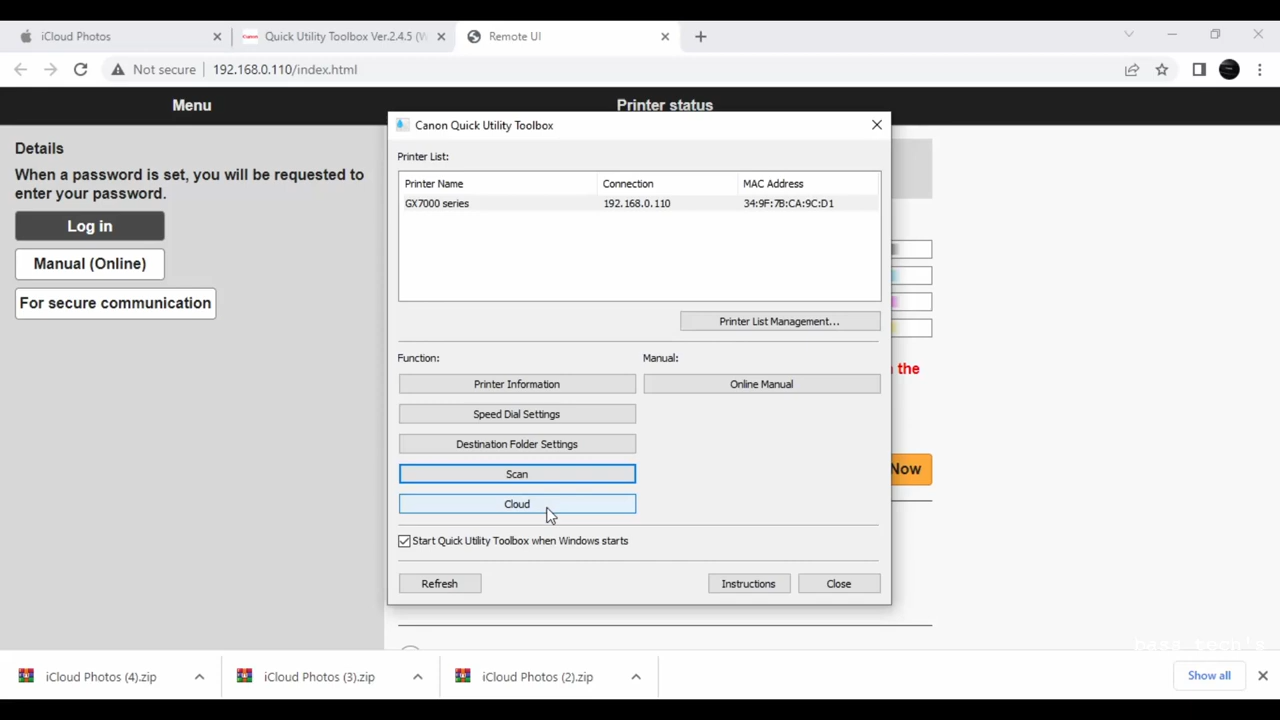 iCloud Photos
Canon
Quick Utility Toolbox Ver.2.4.5 (W
Remote UI
Not secure
192.168.0.110/index.html
Menu
Printer status
Details
When a password is set, you will be requested to
enter your password.
Log in
Manual (Online)
For secure communication
Canon Quick Utility Toolbox
Printer List:
Printer Name
Connection
MAC Address
GX7000 series
192.168.0.110
34:9F:7B:CA:9C:D1
Printer List Management...
Function:
Manual:
Printer Information
Online Manual
Speed Dial Settings
Destination Folder Settings
Scan
Cloud
Start Quick Utility Toolbox when Windows starts
Refresh
Instructions
Close
the
Now
iCloud Photos (4).zip
iCloud Photos (3).zip
iCloud Photos (2).zip
Show all